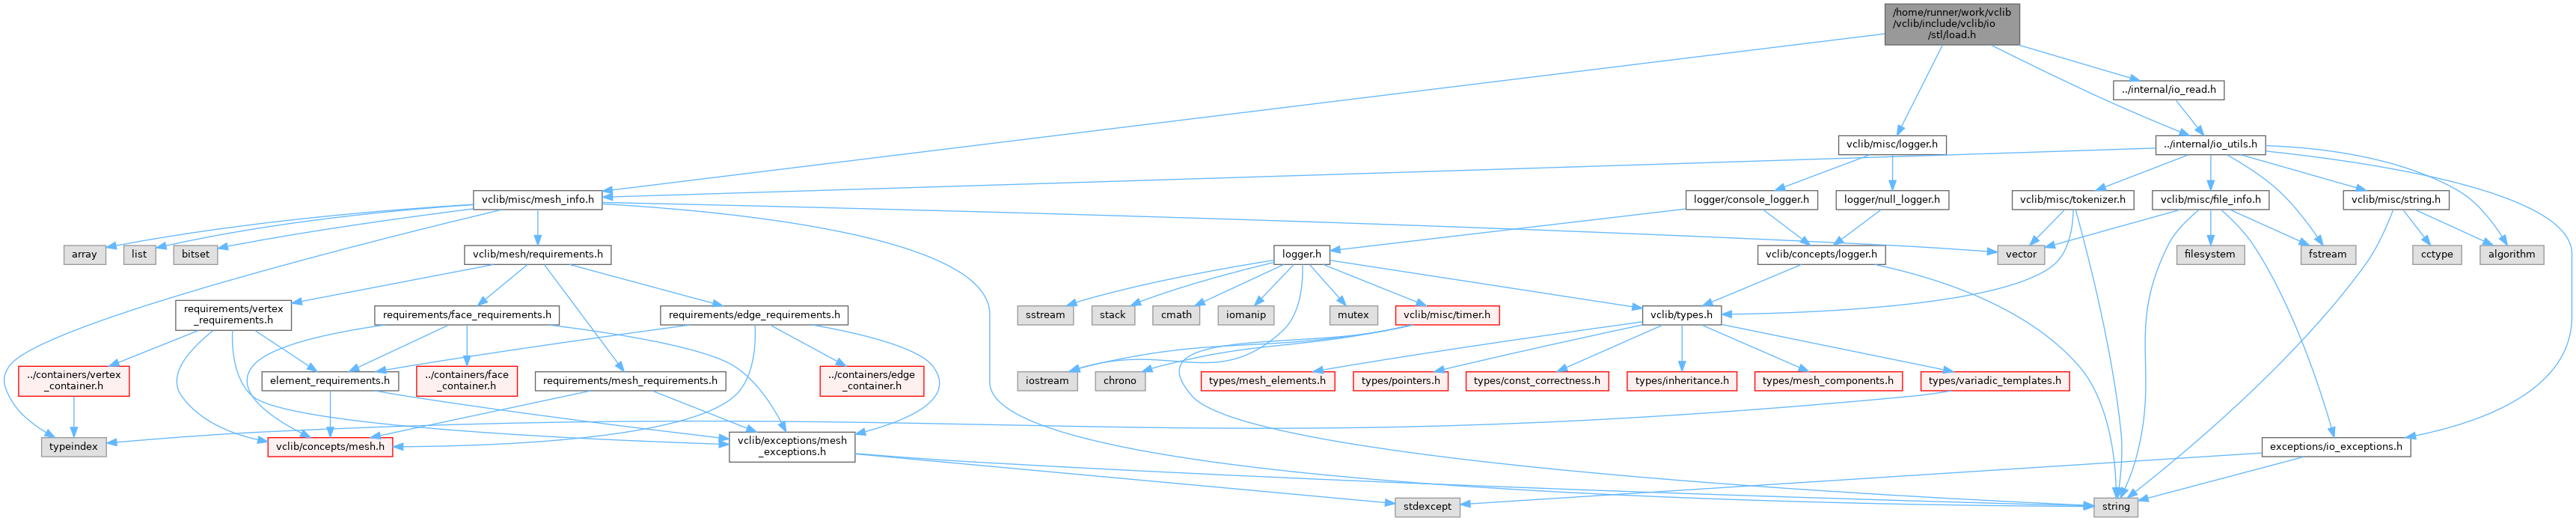 /home/runner/work/vclib
/vclib/include/vclib/io
/stl/load.h
../internal/io_read.h
vclib/misc/logger.h
../internal/io_utils.h
vclib/misc/mesh_info.h
logger/console_logger.h
logger/null_logger.h
vclib/misc/tokenizer.h
vclib/misc/file_info.h
vclib/misc/string.h
array
list
bitset
vclib/mesh/requirements.h
logger.h
vclib/concepts/logger.h
vector
filesystem
fstream
cctype
algorithm
requirements/vertex
_requirements.h
requirements/face_requirements.h
requirements/edge_requirements.h
sstream
stack
cmath
iomanip
mutex
vclib/misc/timer.h
vclib/types.h
../containers/vertex
_container.h
element_requirements.h
../containers/face
_container.h
requirements/mesh_requirements.h
../containers/edge
_container.h
iostream
chrono
types/mesh_elements.h
types/pointers.h
types/const_correctness.h
types/inheritance.h
types/mesh_components.h
types/variadic_templates.h
typeindex
vclib/concepts/mesh.h
vclib/exceptions/mesh
_exceptions.h
exceptions/io_exceptions.h
stdexcept
string